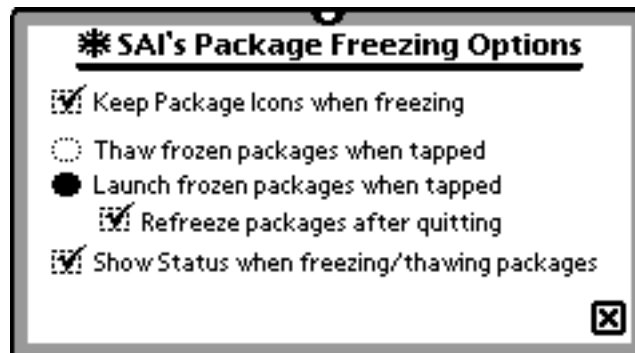 SAI's Package Freezing Options
Keep Package Icons when freezing
Thaw frozen packages when tapped
Launch frozen packages when tapped
Refreeze packages after quitting
Show Status when freezing/thawing packages